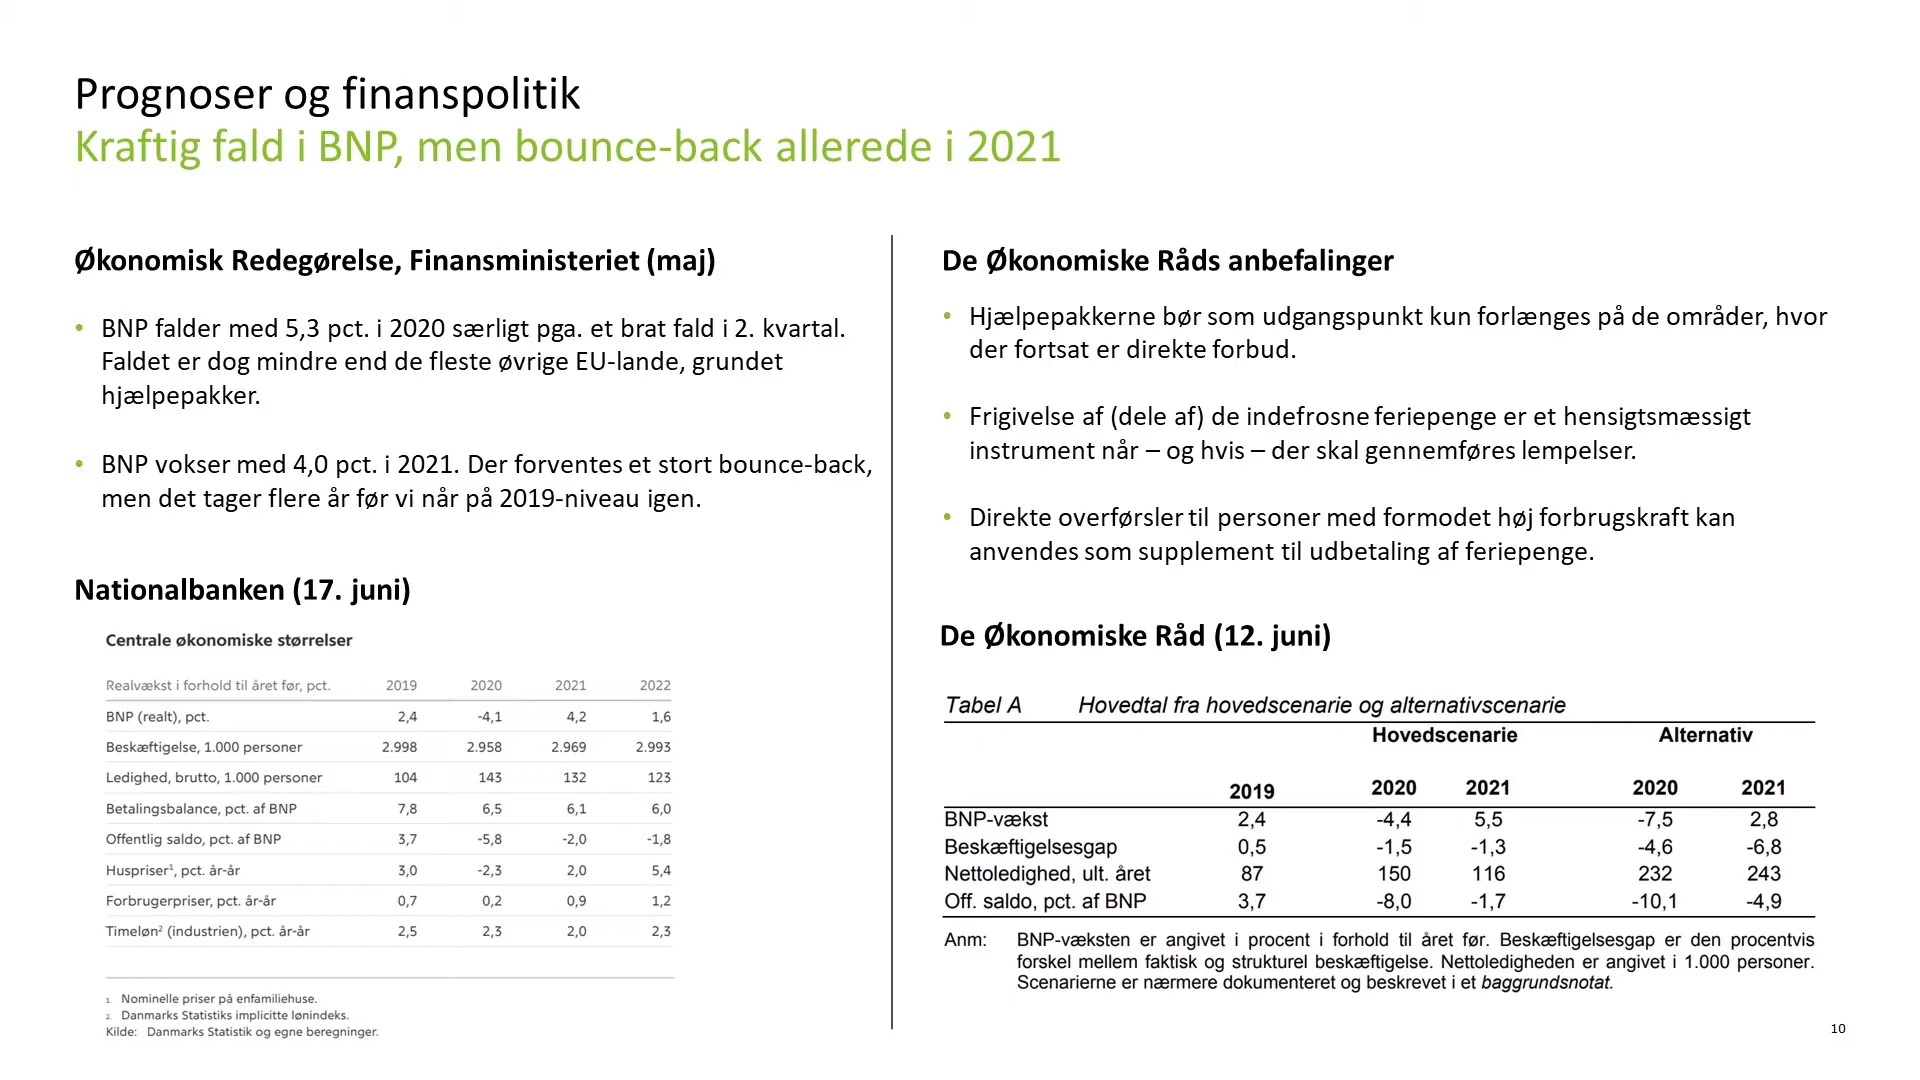 Prognoser og finanspolitik
Kraftig fald i BNP, men bounce-back allerede i 2021
Økonomisk Redegørelse, Finansministeriet (maj)
• BNP falder med 5,3 pct. i 2020 særligt pga. et brat fald i 2. kvartal.
Faldet er dog mindre end de fleste øvrige EU-lande, grundet
hjælpepakker.
• BNP vokser med 4,0 pct. i 2021. Der forventes et stort bounce-back,
men det tager flere år før vi når på 2019-niveau igen.
Nationalbanken (17. juni)
Centrale økonomiske størrelser
Realvækst i forhold til året før, pct. 2019 2020 2021 2022
BNP (realt), pct. 2,4 -4,1 4,2 1,6
Beskæftigelse, 1.000 personer 2.998 2.958 2.969 2.993
Ledighed, brutto, 1.000 personer 104 143 132 123
Betalingsbalance, pct. af BNP 7,8 6,5 6,1 6,0
Offentlig saldo, pct. af BNP 3,7 -5,8 -2,0 -1,8
Huspriser¹, pct. år-år 3,0 -2,3 2,0 5,4
Forbrugerpriser, pct. år-år 0,7 0,2 0,9 1,2
Timeløn² (industrien), pct. år-år 2,5 2,3 2,0 2,3
1. Nominelle priser på enfamiliehuse.
2. Danmarks Statistiks implicitte lønindeks.
Kilde: Danmarks Statistik og egne beregninger.
De Økonomiske Råds anbefalinger
• Hjælpepakkerne bør som udgangspunkt kun forlænges på de områder, hvor
der fortsat er direkte forbud.
• Frigivelse af (dele af) de indefrosne feriepenge er et hensigtsmæssigt
instrument når – og hvis – der skal gennemføres lempelser.
• Direkte overførsler til personer med formodet høj forbrugskraft kan
anvendes som supplement til udbetaling af feriepenge.
De Økonomiske Råd (12. juni)
Tabel A Hovedtal fra hovedscenarie og alternativscenarie
Hovedscenarie Alternativ
2019 2020 2021 2020 2021
BNP-vækst 2,4 -4,4 5,5 -7,5 2,8
Beskæftigelsesgap 0,5 -1,5 -1,3 -4,6 -6,8
Nettoledighed, ult. året 87 150 116 232 243
Off. saldo, pct. af BNP 3,7 -8,0 -1,7 -10,1 -4,9
Anm: BNP-væksten er angivet i procent i forhold til året før. Beskæftigelsesgap er den procentvis
forskel mellem faktisk og strukturel beskæftigelse. Nettoledigheden er angivet i 1.000 personer.
Scenarierne er nærmere dokumenteret og beskrevet i et baggrundsnotat.
10